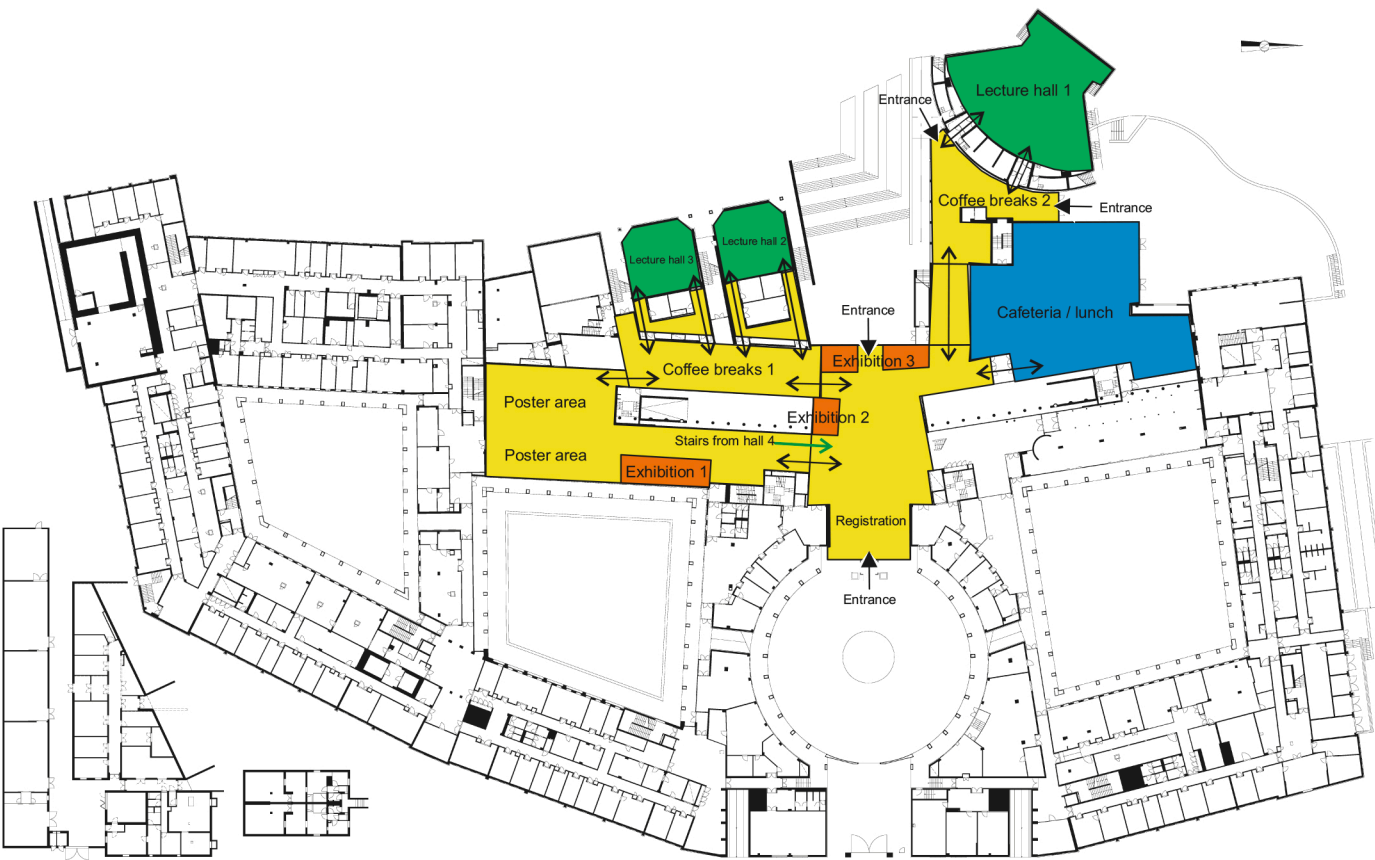 Lecture hall 1
Entrance
Coffee breaks 2
Entrance
Lecture hall 2
Lecture hall 3
Entrance
Cafeteria / lunch
Exhibition 3
Coffee breaks 1
Poster area
Exhibition 2
Stairs from hall 4
Poster area
Exhibition 1
Registration
Entrance